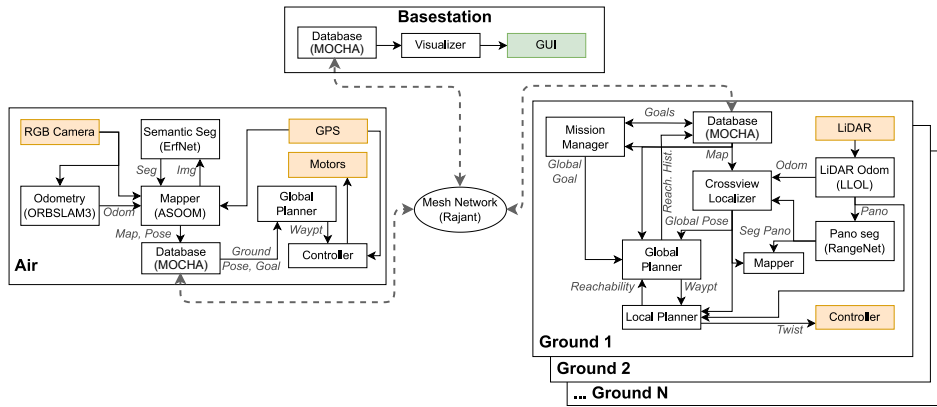 Basestation
Database
(MOCHA)
Visualizer
GUI
RGB Camera
Semantic Seg
(ErfNet)
GPS
Motors
Seg
Img
Odometry
(ORBSLAM3)
Odom
Mapper
(ASOOM)
Global
Planner
Waypt
Map, Pose
Database
(MOCHA)
Ground
Pose, Goal
Controller
Air
Mesh Network
(Rajant)
Goals
Mission
Manager
Database
(MOCHA)
LiDAR
Global
Goal
Reach. Hist.
Map
Odom
LiDAR Odom
(LLOL)
Crossview
Localizer
Pano
Global Pose
Seg Pano
Pano seg
(RangeNet)
Global
Planner
Mapper
Reachability
Waypt
Local Planner
Twist
Controller
Ground 1
Ground 2
... Ground N